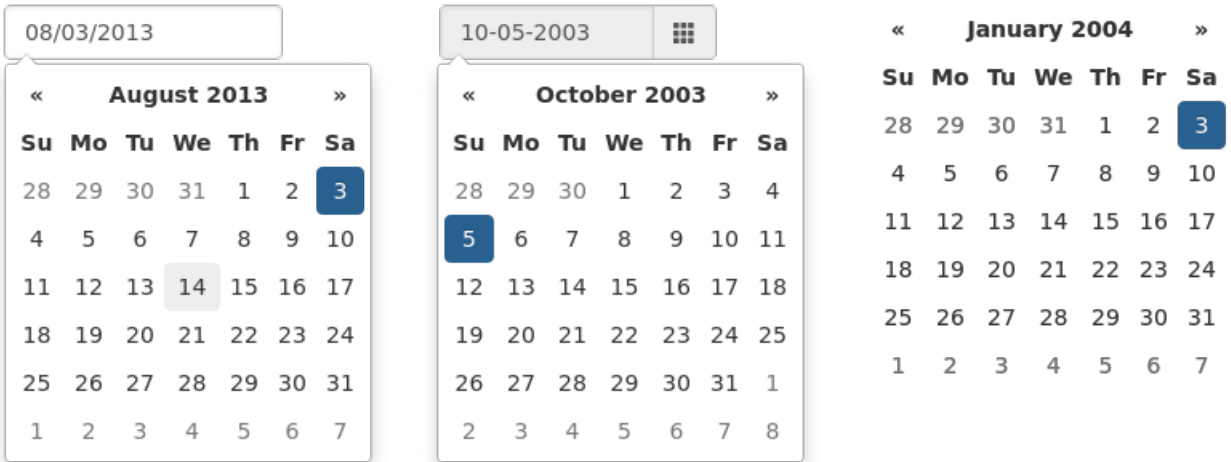 08/03/2013
« August 2013 »
Su Mo Tu We Th Fr Sa
28 29 30 31 1 2 3
4 5 6 7 8 9 10
11 12 13 14 15 16 17
18 19 20 21 22 23 24
25 26 27 28 29 30 31
1 2 3 4 5 6 7
10-05-2003
« October 2003 »
Su Mo Tu We Th Fr Sa
28 29 30 1 2 3 4
5 6 7 8 9 10 11
12 13 14 15 16 17 18
19 20 21 22 23 24 25
26 27 28 29 30 31 1
2 3 4 5 6 7 8
« January 2004 »
Su Mo Tu We Th Fr Sa
28 29 30 31 1 2 3
4 5 6 7 8 9 10
11 12 13 14 15 16 17
18 19 20 21 22 23 24
25 26 27 28 29 30 31
1 2 3 4 5 6 7